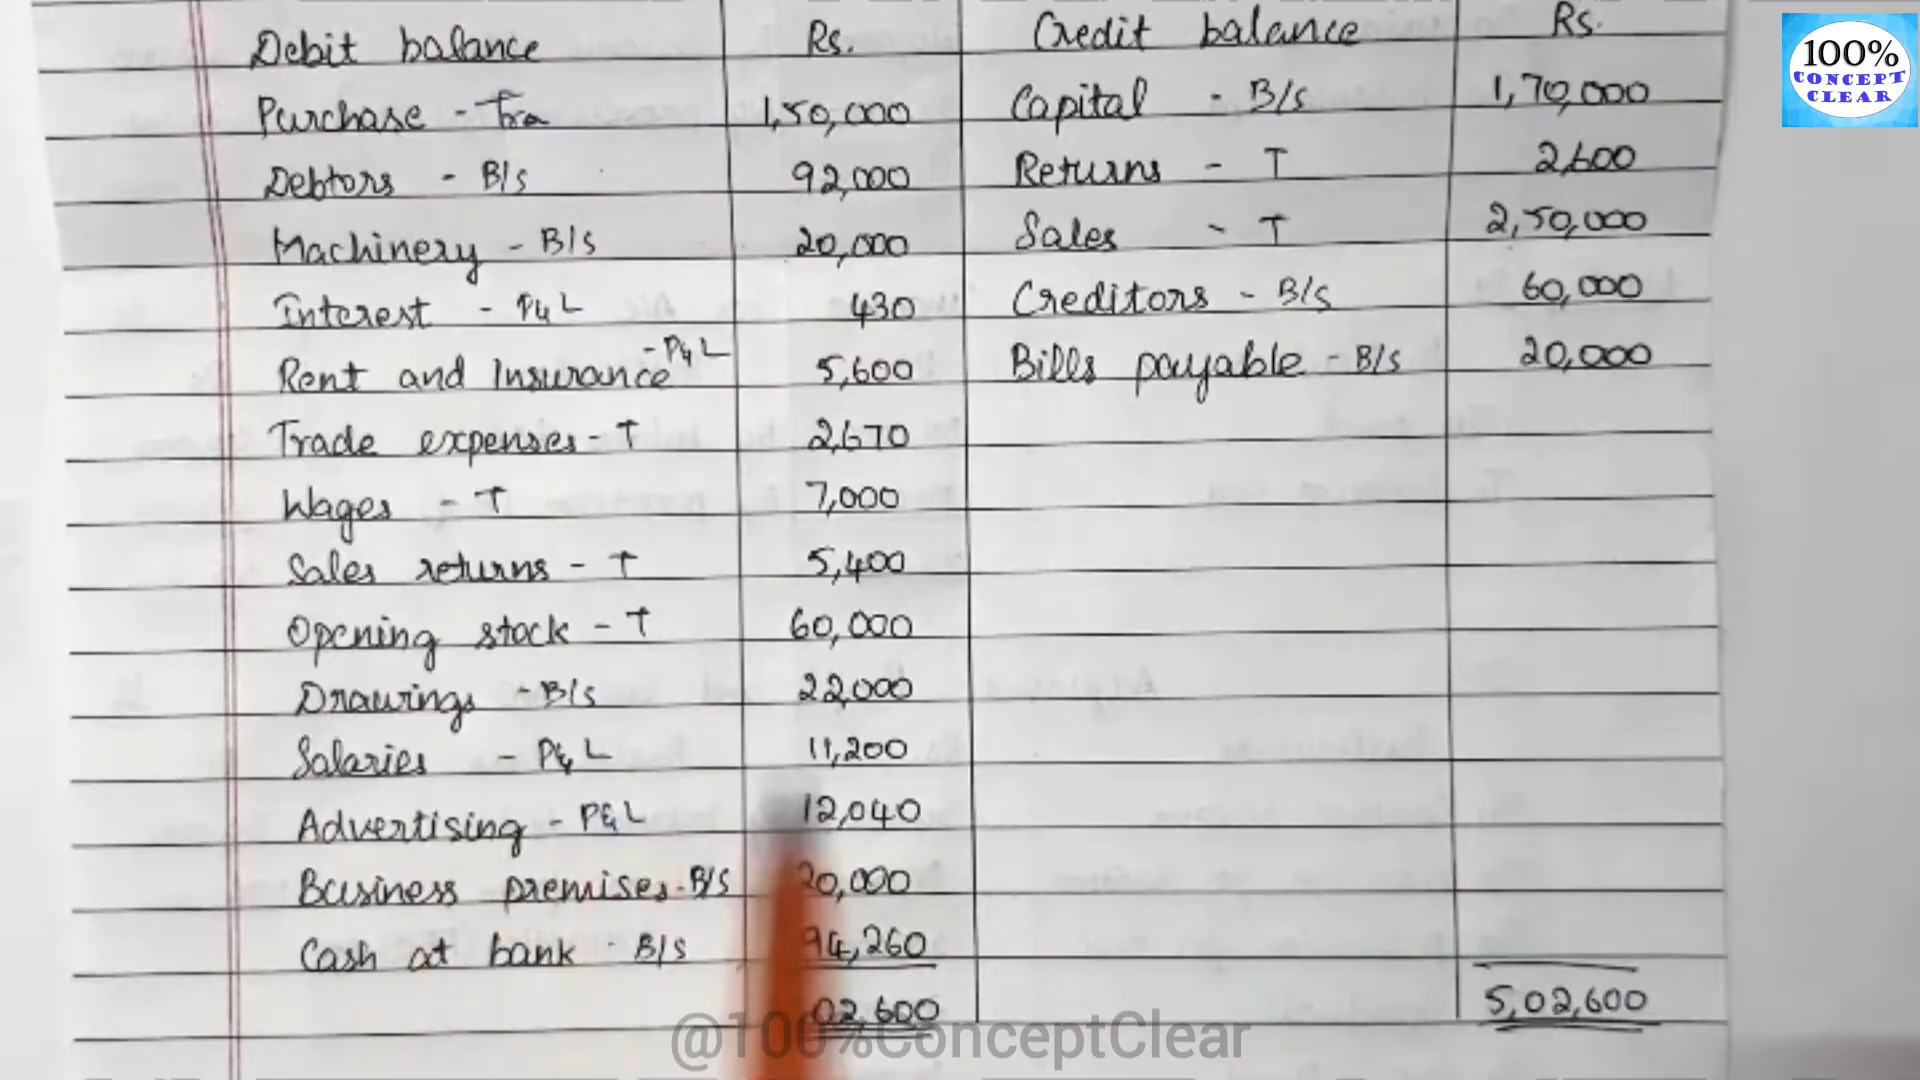 Debit balance Rs. Credit balance Rs.
100%
CONCEPT
CLEAR
Purchase - Tra 1,50,000 Capital - B/S 1,70,000
Debtors - B/S 92,000 Returns - T 2,600
Machinery - B/S 20,000 Sales - T 2,50,000
Interest - P&L 430 Creditors - B/S 60,000
Rent and Insurance - P&L 5,600 Bills payable - B/S 20,000
Trade expenses - T 2,670
Wages - T 7,000
Sales returns - T 5,400
Opening stock - T 60,000
Drawings - B/S 22,000
Salaries - P&L 11,200
Advertising - P&L 12,040
Business premises - B/S 20,000
Cash at bank - B/S 94,260
02,600 5,02,600
@100%ConceptClear